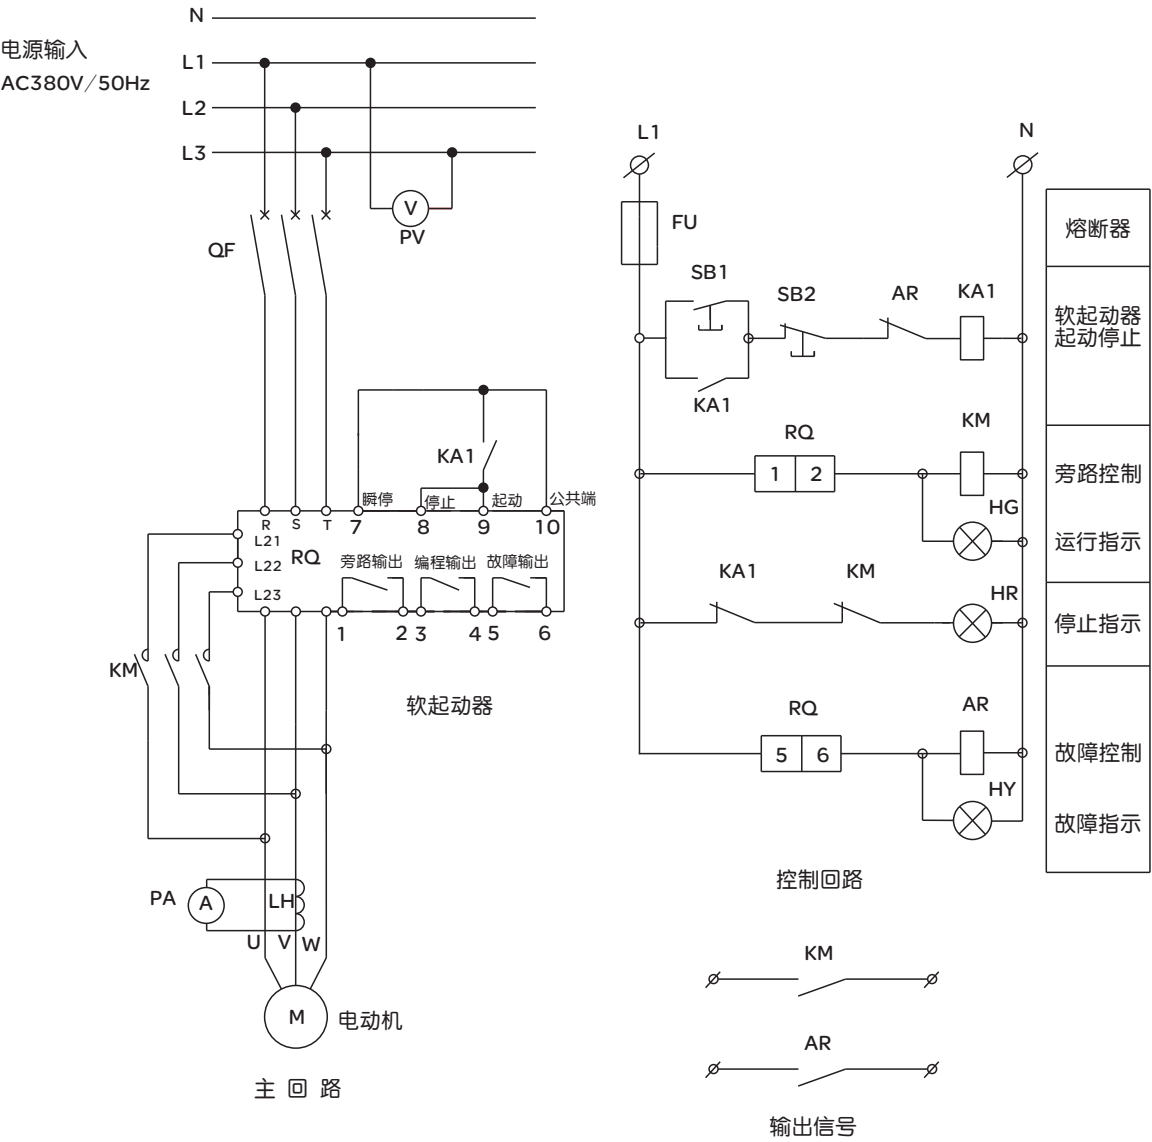 N
电源输入
L1
AC380V/50Hz
L2
L3
V
PV
QF
KA1
瞬停
停止
起动
公共端
R
S
T
7
8
9
10
L21
RQ
L22
旁路输出
编程输出
故障输出
L23
1
2
3
4
5
6
KM
软起动器
PA
A
LH
U
V
W
M
电动机
主 回 路
L1
N
FU
熔断器
SB1
SB2
AR
KA1
软起动器
起动停止
KA1
RQ
KM
1
2
旁路控制
HG
运行指示
KA1
KM
HR
停止指示
RQ
AR
5
6
故障控制
HY
故障指示
控制回路
KM
AR
输出信号